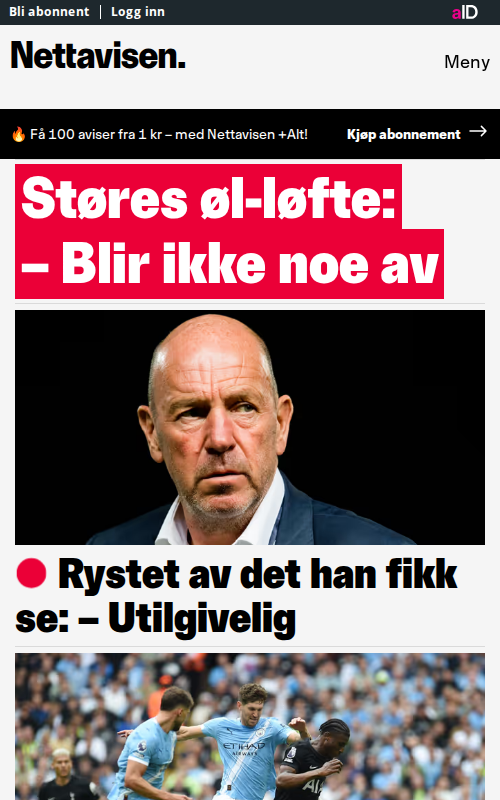 Bli abonnent | Logg inn
aID
Nettavisen.
Meny
🔥 Få 100 aviser fra 1 kr – med Nettavisen +Alt!
Kjøp abonnement →
Støres øl-løfte:
– Blir ikke noe av
Rystet av det han fikk
se: – Utilgivelig
ETIHAD
AIRWAYS
AIA